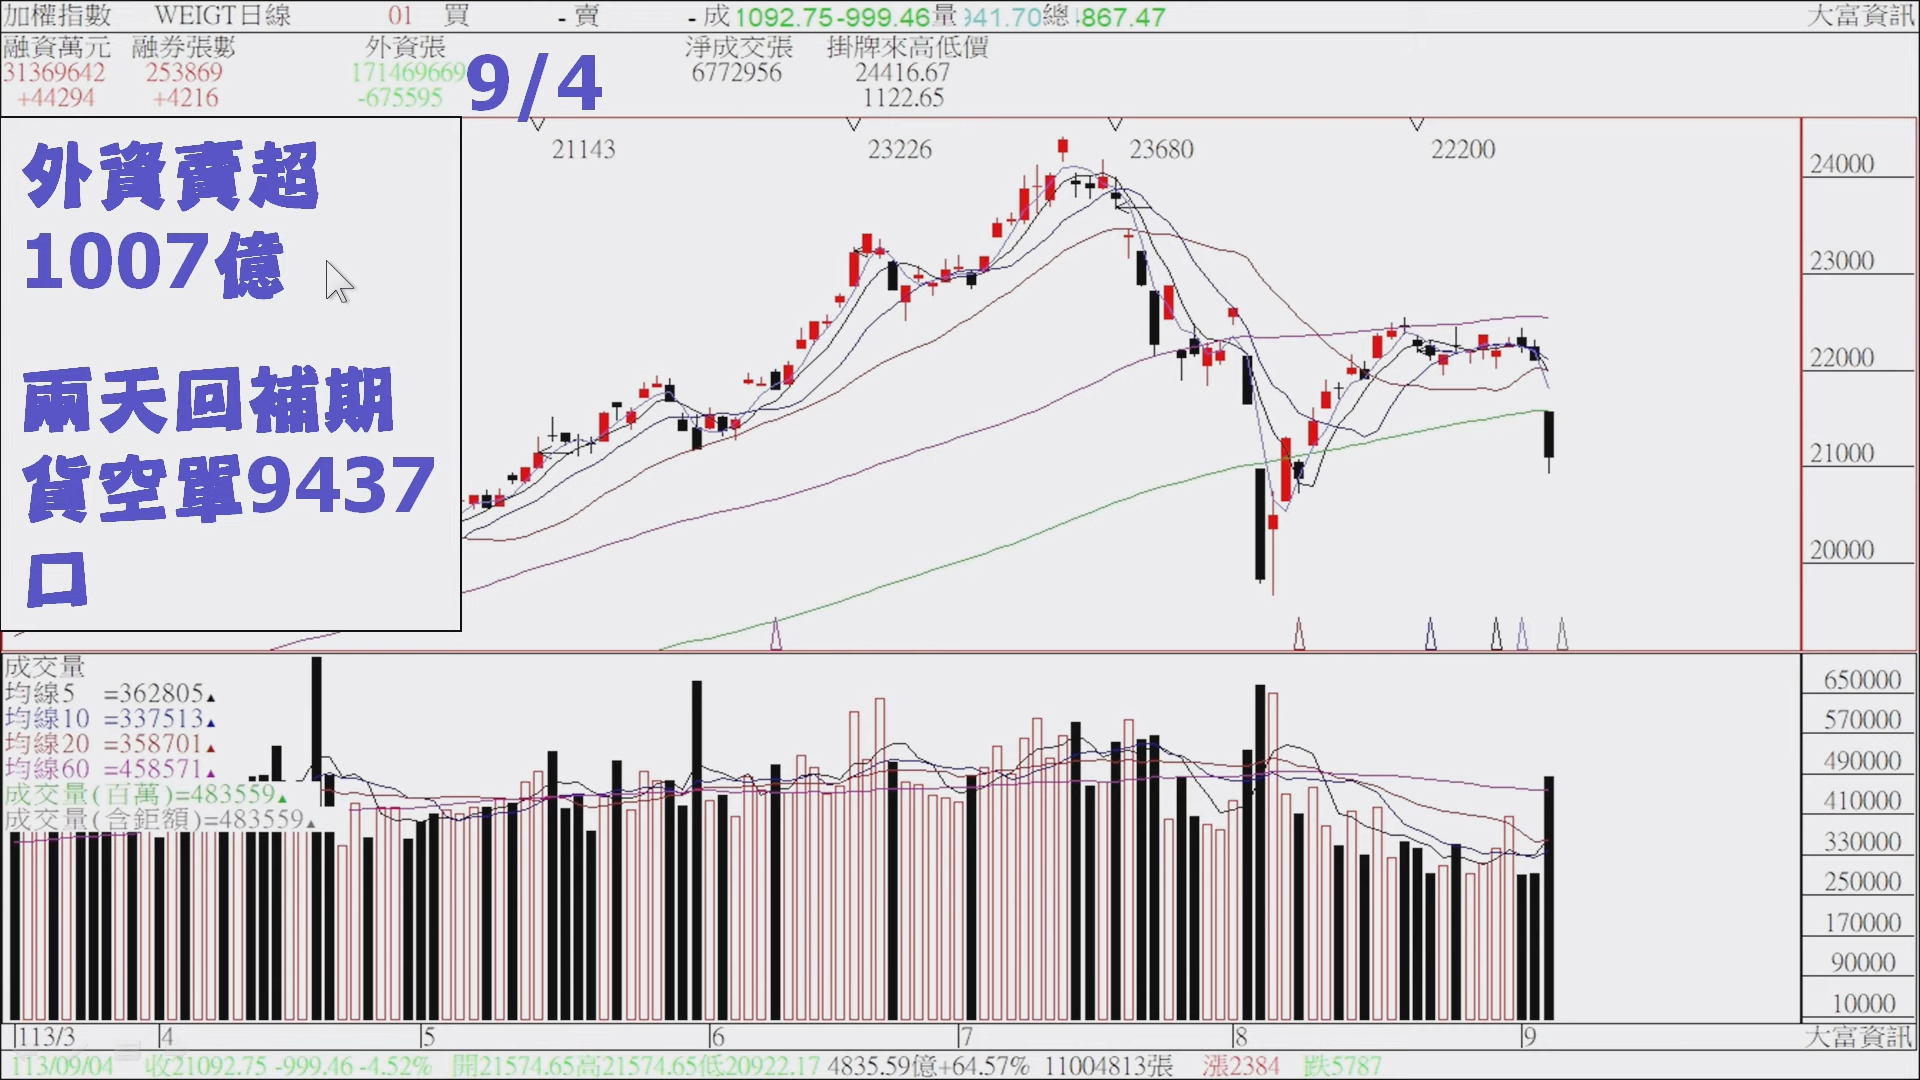 加權指數 WEIGT日線 01 買 - 賣 - 成1092.75-999.46量941.70總4867.47 大富資訊
融資萬元 融券張數 外資張 淨成交張 掛牌來高低價
31369642 253869 171469669 6772956 24416.67
+44294 +4216 -675595 1122.65
9/4
外資賣超
1007億
兩天回補期
貨空單9437
口
21143 23226 23680 22200
24000
23000
22000
21000
20000
成交量
均線5 =362805▲
均線10 =337513▲
均線20 =358701▲
均線60 =458571▲
成交量(百萬)=483559▲
成交量(含鉅額)=483559▲
650000
570000
490000
410000
330000
250000
170000
90000
10000
113/3 4 5 6 7 8 9 大富資訊
113/09/04 收21092.75 -999.46 -4.52% 開21574.65高21574.65低20922.17 4835.59億+64.57% 11004813張 漲2384 跌5787